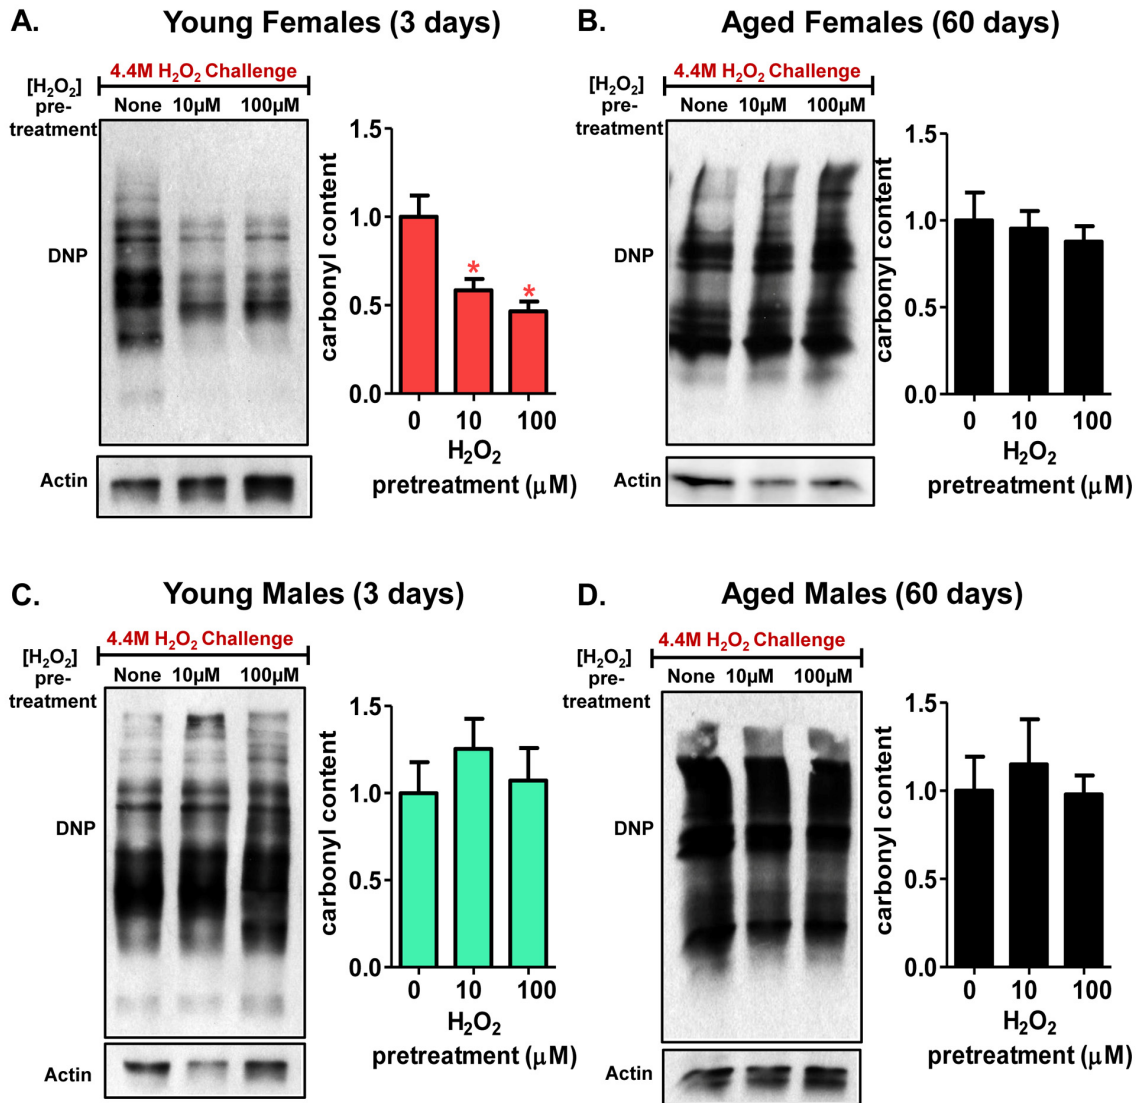 A. Young Females (3 days)
4.4M H₂O₂ Challenge
[H₂O₂]
pre-
treatment
None 10µM 100µM
DNP
Actin
carbonyl content
1.5
1.0
0.5
0.0
*
*
0 10 100
H₂O₂
pretreatment (µM)
B. Aged Females (60 days)
4.4M H₂O₂ Challenge
[H₂O₂]
pre-
treatment
None 10µM 100µM
DNP
Actin
carbonyl content
1.5
1.0
0.5
0.0
0 10 100
H₂O₂
pretreatment (µM)
C. Young Males (3 days)
4.4M H₂O₂ Challenge
[H₂O₂]
pre-
treatment
None 10µM 100µM
DNP
Actin
carbonyl content
1.5
1.0
0.5
0.0
0 10 100
H₂O₂
pretreatment (µM)
D. Aged Males (60 days)
4.4M H₂O₂ Challenge
[H₂O₂]
pre-
treatment
None 10µM 100µM
DNP
Actin
carbonyl content
1.5
1.0
0.5
0.0
0 10 100
H₂O₂
pretreatment (µM)